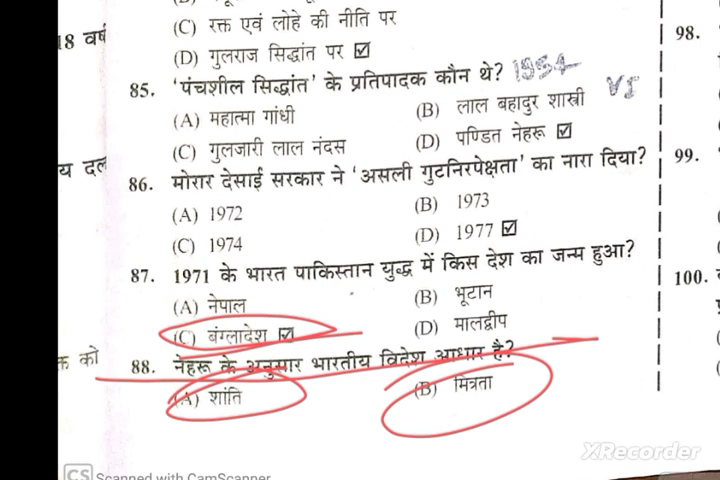 (C) रक्त एवं लोहे की नीति पर
18 वर्ष
(D) गुलराज सिद्धांत पर ☑
98.
85. 'पंचशील सिद्धांत' के प्रतिपादक कौन थे? 1954
VI
(A) महात्मा गांधी
(B) लाल बहादुर शास्त्री
(C) गुलजारी लाल नंदस
(D) पण्डित नेहरू ☑
य दल
99.
86. मोरार देसाई सरकार ने 'असली गुटनिरपेक्षता' का नारा दिया?
(A) 1972
(B) 1973
(C) 1974
(D) 1977 ☑
87. 1971 के भारत पाकिस्तान युद्ध में किस देश का जन्म हुआ?
100.
(A) नेपाल
(B) भूटान
(C) बंग्लादेश ☑
(D) मालद्वीप
क्त को
88. नेहरू के अनुसार भारतीय विदेश आधार है?
(A) शांति
(B) मित्रता
XRecorder
CS Scanned with CamScanner